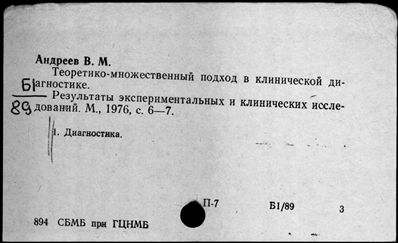 Андреев В. М.
Теоретико-множественный подход в клинической ди-
агностике.
Б1
Результаты экспериментальных и клинических иссле-
89
дований. М., 1976, с. 6—7.
1. Диагностика.
П-7
Б1/89
3
894 СБМБ при ГЦНМБ